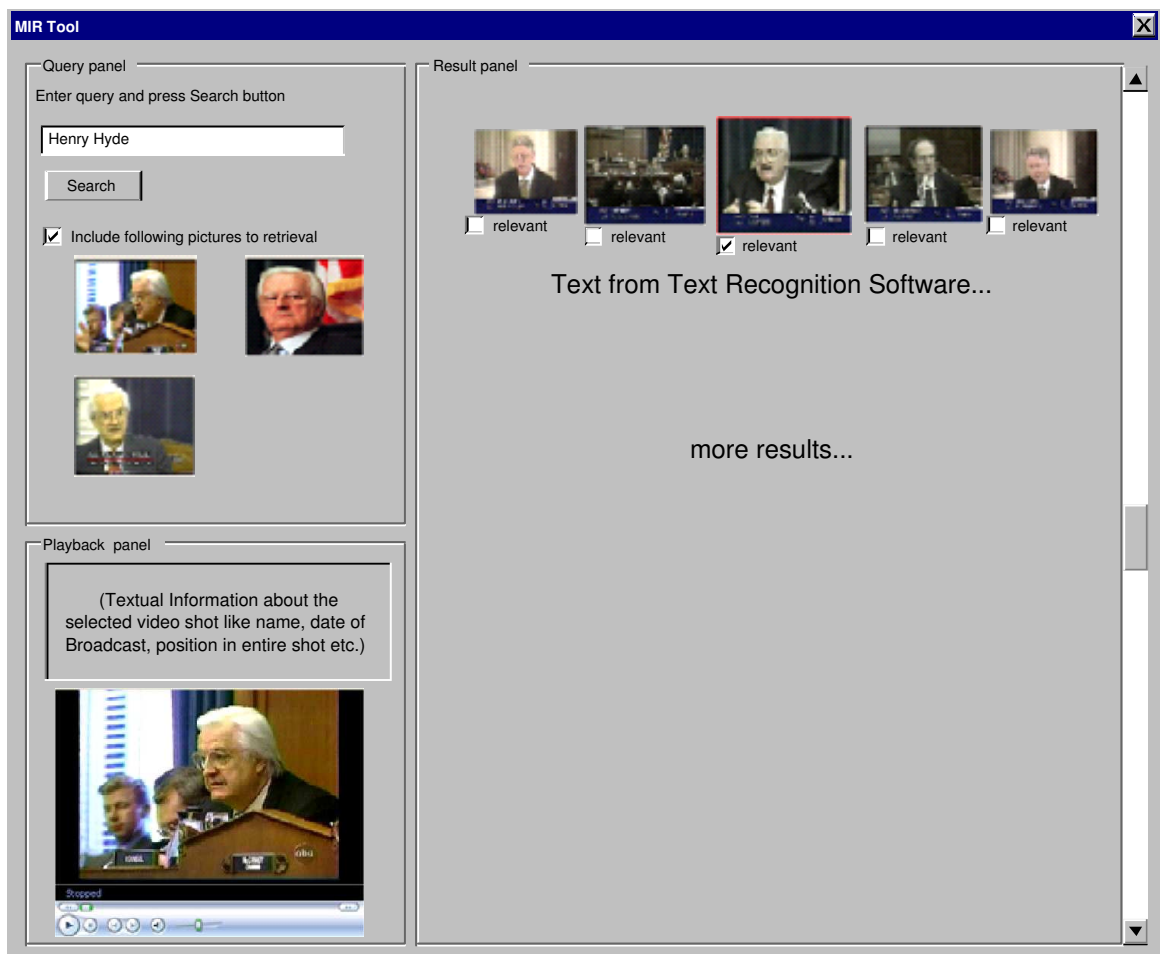 MIR Tool
Query panel
Enter query and press Search button
Henry Hyde
Search
Include following pictures to retrieval
Result panel
relevant
relevant
relevant
relevant
relevant
Text from Text Recognition Software...
more results...
Playback panel
(Textual Information about the
selected video shot like name, date of
Broadcast, position in entire shot etc.)
abc
Stopped